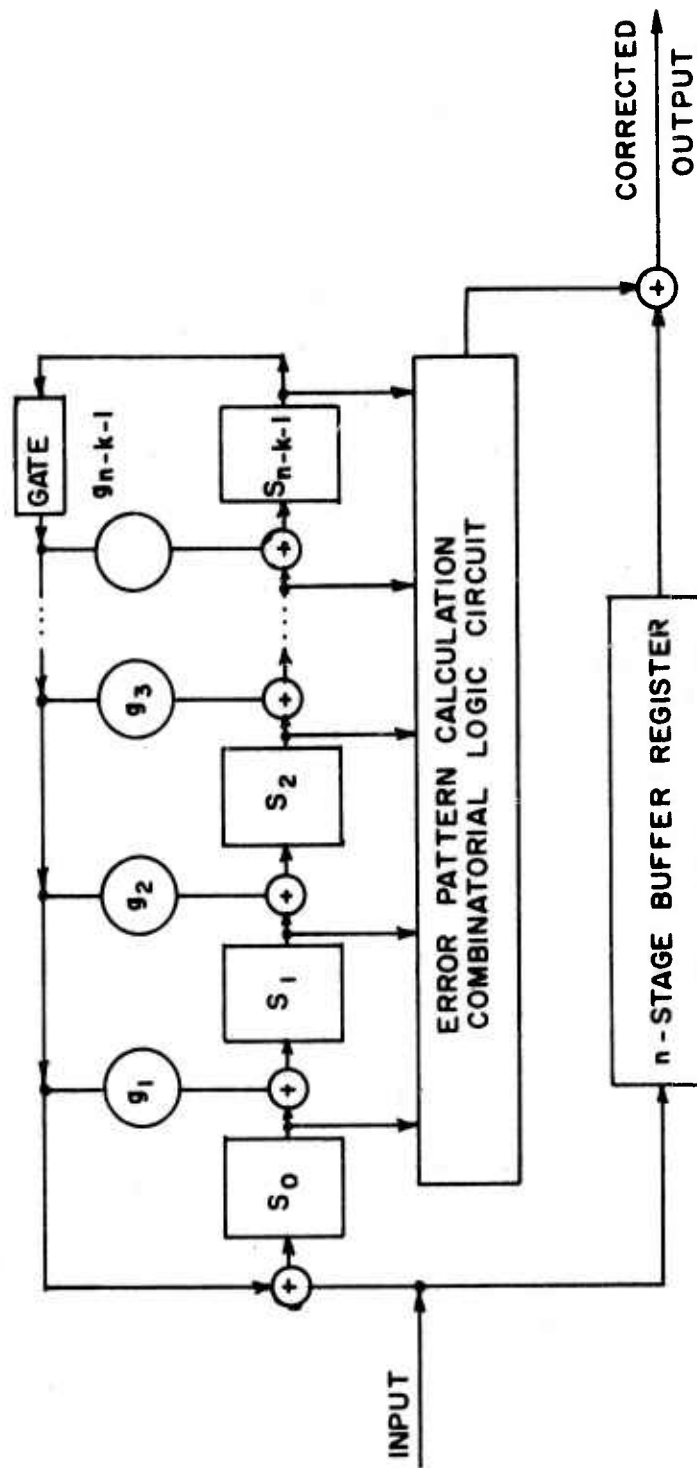 GATE
g1
g2
g3
gn-k-1
+
+
+
+
+
S0
S1
S2
Sn-k-1
...
...
INPUT
ERROR PATTERN CALCULATION
COMBINATORIAL LOGIC CIRCUIT
n-STAGE BUFFER REGISTER
+
CORRECTED
OUTPUT